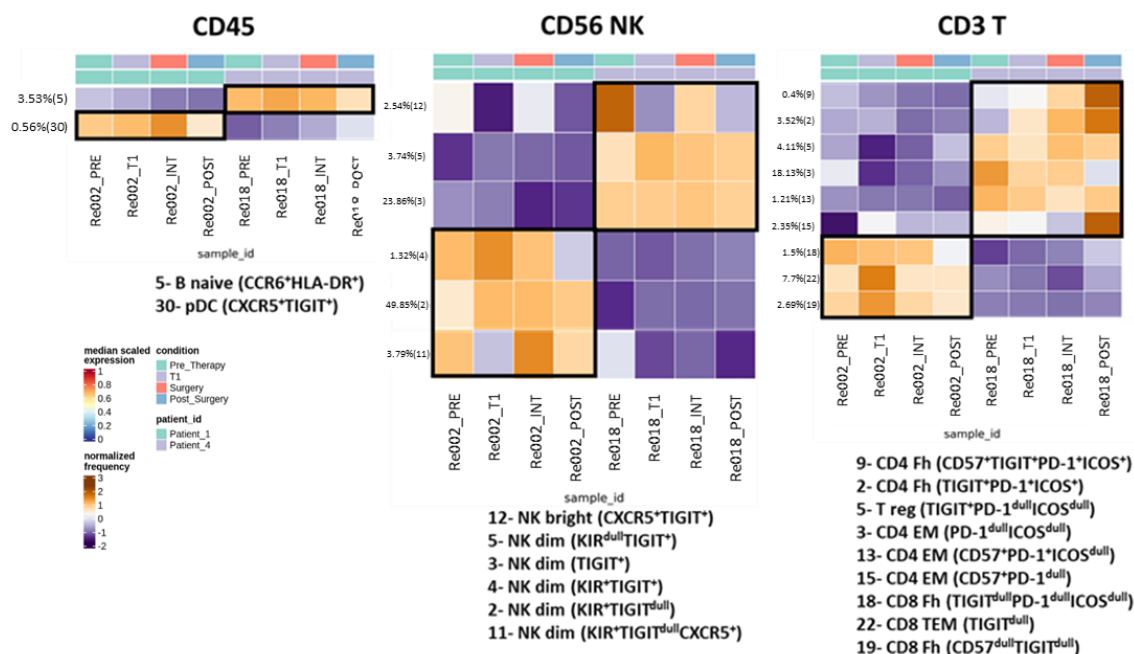 CD45
CD56 NK
CD3 T
3.53%(5)
0.56%(30)
Re002_PRE
Re002_T1
Re002_INT
Re002_POST
Re018_PRE
Re018_T1
Re018_INT
Re018_POST
sample_id
5- B naive (CCR6⁺HLA-DR⁺)
30- pDC (CXCR5⁺TIGIT⁺)
median scaled
expression
1
0.8
0.6
0.4
0.2
0
condition
Pre_Therapy
T1
Surgery
Post_Surgery
patient_id
Patient_1
Patient_4
normalized
frequency
3
2
1
0
-1
-2
2.54%(12)
3.74%(5)
23.86%(3)
1.32%(4)
49.85%(2)
3.79%(11)
Re002_PRE
Re002_T1
Re002_INT
Re002_POST
Re018_PRE
Re018_T1
Re018_INT
Re018_POST
sample_id
12- NK bright (CXCR5⁺TIGIT⁺)
5- NK dim (KIRᵈᵘˡˡTIGIT⁺)
3- NK dim (TIGIT⁺)
4- NK dim (KIR⁺TIGIT⁺)
2- NK dim (KIR⁺TIGITᵈᵘˡˡ)
11- NK dim (KIR⁺TIGITᵈᵘˡˡCXCR5⁺)
0.4%(9)
3.52%(2)
4.11%(5)
18.13%(3)
1.21%(13)
2.35%(15)
1.5%(18)
7.7%(22)
2.69%(19)
Re002_PRE
Re002_T1
Re002_INT
Re002_POST
Re018_PRE
Re018_T1
Re018_INT
Re018_POST
sample_id
9- CD4 Fh (CD57⁺TIGIT⁺PD-1⁺ICOS⁺)
2- CD4 Fh (TIGIT⁺PD-1⁺ICOS⁺)
5- T reg (TIGIT⁺PD-1ᵈᵘˡˡICOSᵈᵘˡˡ)
3- CD4 EM (PD-1ᵈᵘˡˡICOSᵈᵘˡˡ)
13- CD4 EM (CD57⁺PD-1⁺ICOSᵈᵘˡˡ)
15- CD4 EM (CD57⁺PD-1ᵈᵘˡˡ)
18- CD8 Fh (TIGITᵈᵘˡˡPD-1ᵈᵘˡˡICOSᵈᵘˡˡ)
22- CD8 TEM (TIGITᵈᵘˡˡ)
19- CD8 Fh (CD57ᵈᵘˡˡTIGITᵈᵘˡˡ)